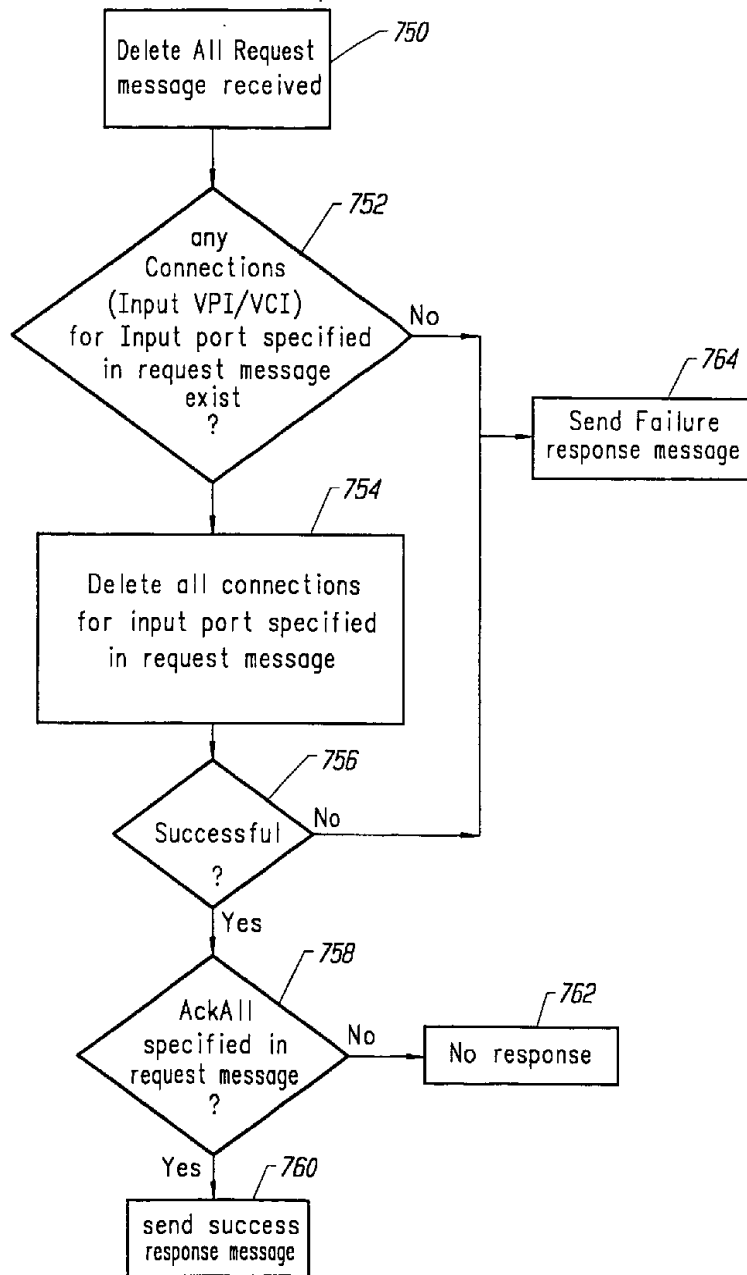 750
Delete All Request
message received
752
any
Connections
(Input VPI/VCI)
for Input port specified
in request message
exist
?
No
764
Send Failure
response message
754
Delete all connections
for input port specified
in request message
756
Successful
?
No
Yes
758
AckAll
specified in
request message
?
No
762
No response
Yes
760
send success
response message